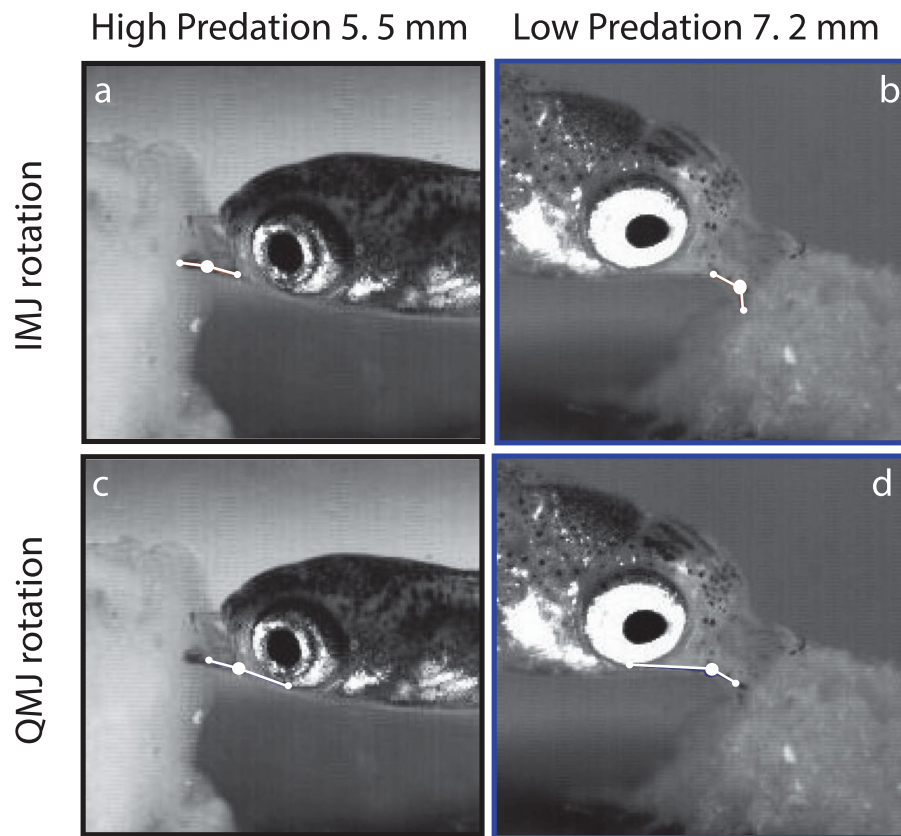 High Predation 5. 5 mm
Low Predation 7. 2 mm
IMJ rotation
a
b
QMJ rotation
c
d